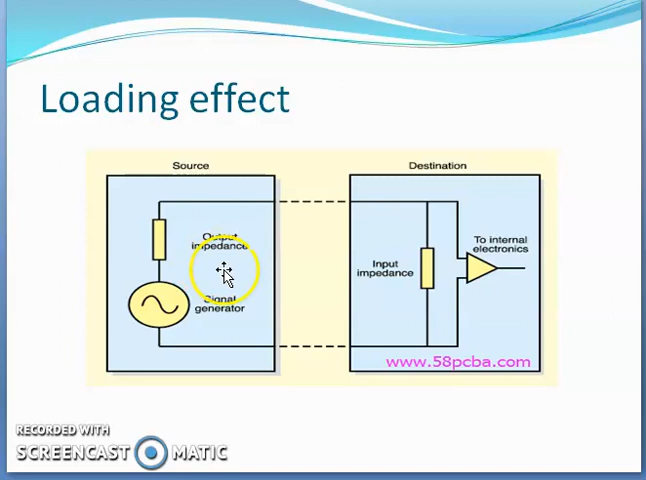 Loading effect
Source
Destination
Output
impedance
Signal
generator
Input
impedance
To internal
electronics
www.58pcba.com
RECORDED WITH
SCREENCAST MATIC